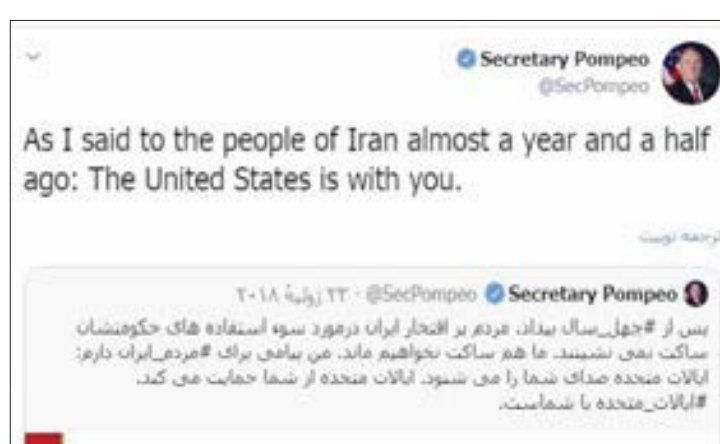 Secretary Pompeo
@SecPompeo
As I said to the people of Iran almost a year and a half
ago: The United States is with you.
ترجمه توییت
Secretary Pompeo @SecPompeo · ۲۳ ژوئیهٔ ۲۰۱۸
پس از #چهل_سال بیداد، مردم پر افتخار ایران درمورد سوء استفاده های حکومتشان
ساکت نمی نشینند. ما هم ساکت نخواهیم ماند. من پیامی برای #مردم_ایران دارم:
ایالات متحده صدای شما را می شنود. ایالات متحده از شما حمایت می کند.
#ایالات_متحده با شماست.